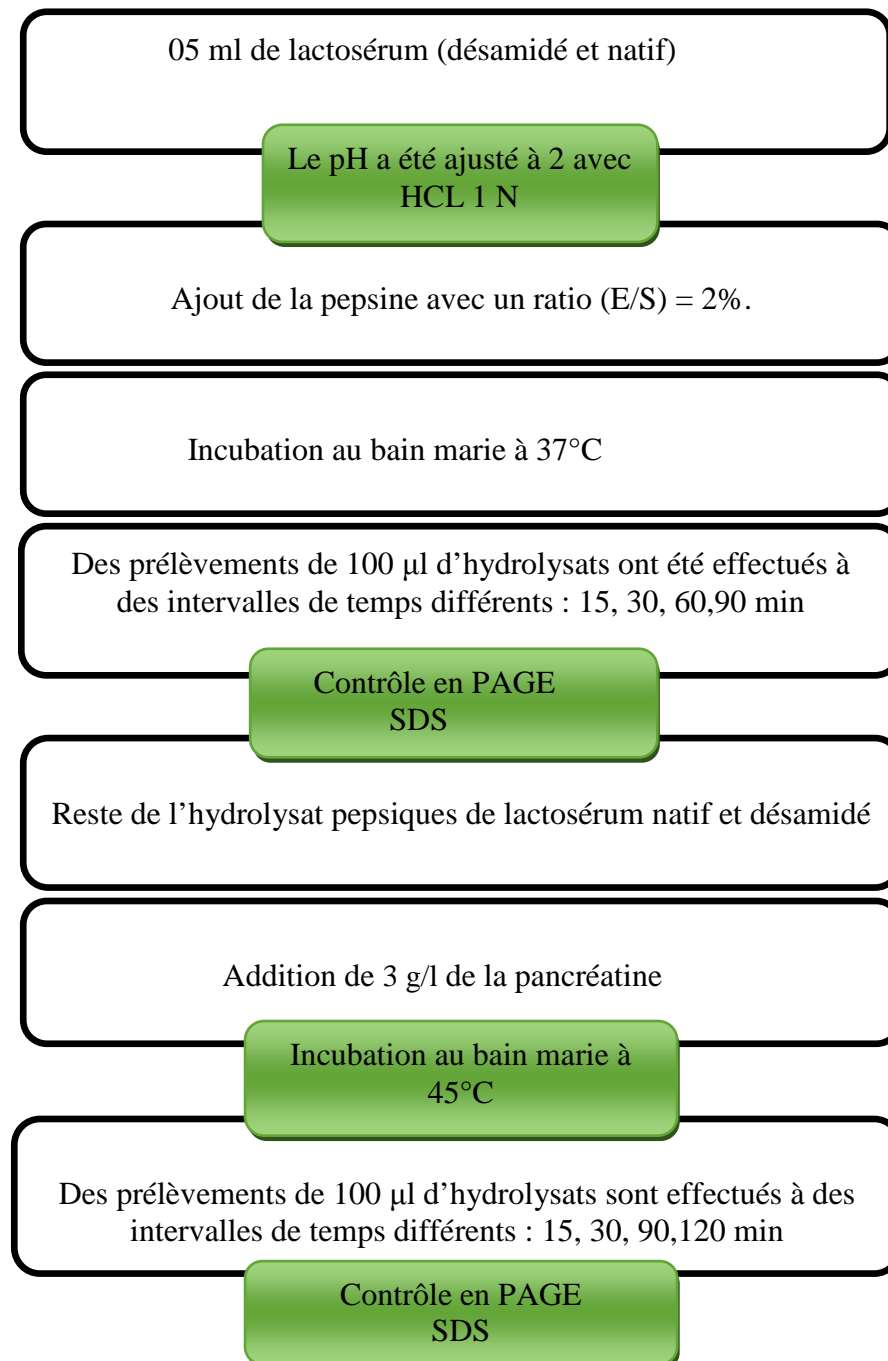 05 ml de lactosérum (désamidé et natif)
Le pH a été ajusté à 2 avec
HCL 1 N
Ajout de la pepsine avec un ratio (E/S) = 2%.
Incubation au bain marie à 37°C
Des prélèvements de 100 µl d’hydrolysats ont été effectués à
des intervalles de temps différents : 15, 30, 60,90 min
Contrôle en PAGE
SDS
Reste de l’hydrolysat pepsiques de lactosérum natif et désamidé
Addition de 3 g/l de la pancréatine
Incubation au bain marie à
45°C
Des prélèvements de 100 µl d’hydrolysats sont effectués à des
intervalles de temps différents : 15, 30, 90,120 min
Contrôle en PAGE
SDS